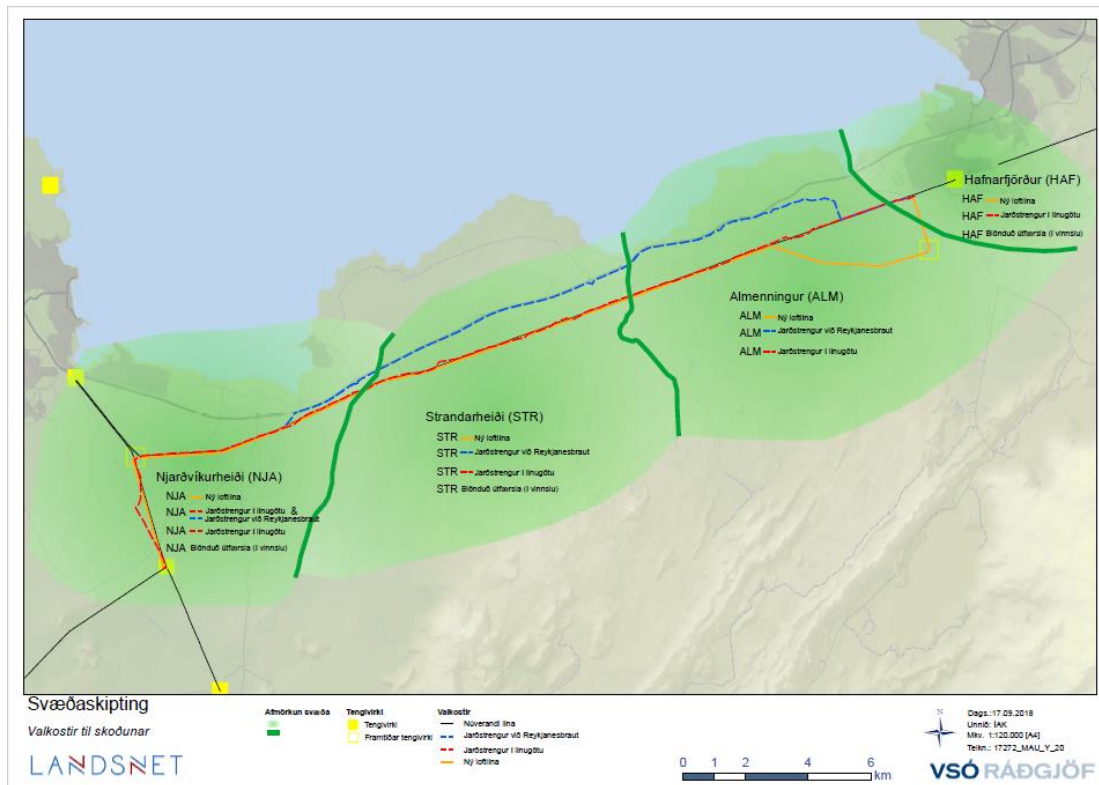 Hafnarfjörður (HAF)
HAF Ný loftlína
HAF Jarðstrengur í línugötu
HAF Blönduð útfærsla (í vinnslu)
Almenningur (ALM)
ALM Ný loftlína
ALM Jarðstrengur við Reykjanesbraut
ALM Jarðstrengur í línugötu
Strandarheiði (STR)
STR Ný loftlína
STR Jarðstrengur við Reykjanesbraut
STR Jarðstrengur í línugötu
STR Blönduð útfærsla (í vinnslu)
Njarðvíkurheiði (NJA)
NJA Ný loftlína
NJA Jarðstrengur í línugötu &
Jarðstrengur við Reykjanesbraut
NJA Jarðstrengur í línugötu
NJA Blönduð útfærsla (í vinnslu)
Svæðaskipting
Valkostir til skoðunar
LANDSNET
Afmörkun svæða
Tengivirki
Tengivirki
Framtíðar tengivirki
Valkostir
Núverandi lína
Jarðstrengur við Reykjanesbraut
Jarðstrengur í línugötu
Ný loftlína
0 1 2 4 6
km
N
Dags.:17.09.2018
Unnið: ÍAK
Mkv. 1:120.000 [A4]
Teikn.: 17272_MAU_Y_20
VSÓ RÁÐGJÖF